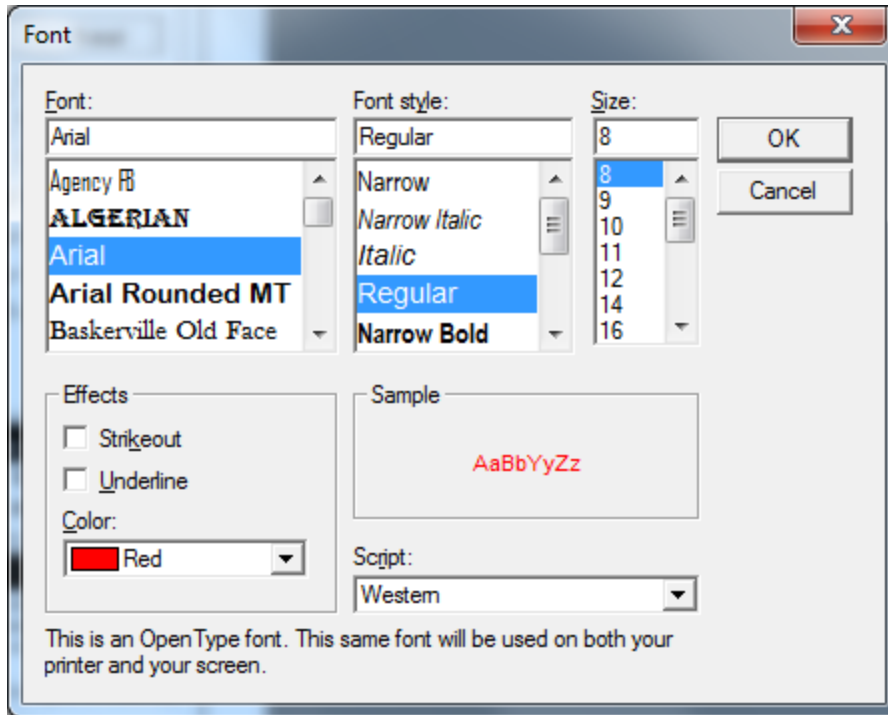 Font
Font:
Arial
Agency FB
ALGERIAN
Arial
Arial Rounded MT
Baskerville Old Face
Font style:
Regular
Narrow
Narrow Italic
Italic
Regular
Narrow Bold
Size:
8
8
9
10
11
12
14
16
OK
Cancel
Effects
Strikeout
Underline
Color:
Red
Sample
AaBbYyZz
Script:
Western
This is an OpenType font. This same font will be used on both your
printer and your screen.